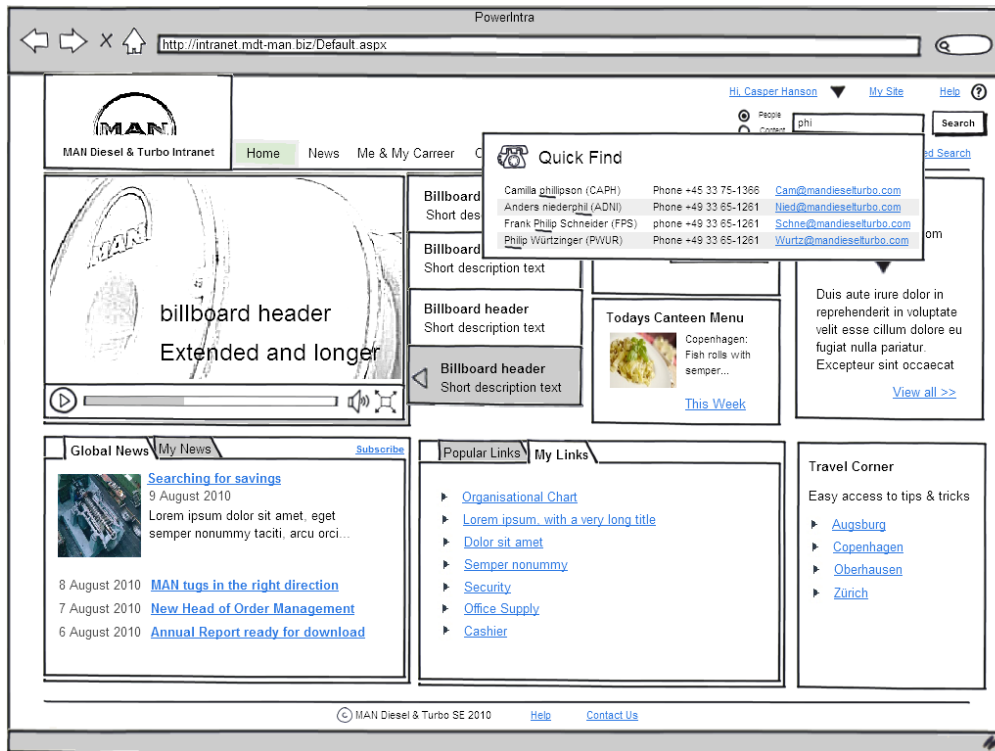 PowerIntra
http://intranet.mdt-man.biz/Default.aspx
Hi, Casper Hanson
My Site
Help
?
MAN
MAN Diesel & Turbo Intranet
People
Content
phi
Search
Home
News
Me & My Carreer
ed Search
Quick Find
Camilla phillipson (CAPH) Phone +45 33 75-1366 Cam@mandieselturbo.com
Anders niederphil (ADNI) Phone +49 33 65-1261 Nied@mandieselturbo.com
Frank Philip Schneider (FPS) phone +49 33 65-1261 Schne@mandieselturbo.com
Philip Würtzinger (PWUR) Phone +49 33 65-1261 Wurtz@mandieselturbo.com
MAN
billboard header
Extended and longer
Billboard
Short des
Billboard
Short description text
Billboard header
Short description text
Billboard header
Short description text
Todays Canteen Menu
Copenhagen:
Fish rolls with
semper...
This Week
om
Duis aute irure dolor in
reprehenderit in voluptate
velit esse cillum dolore eu
fugiat nulla pariatur.
Excepteur sint occaecat
View all >>
Global News
My News
Subscribe
Searching for savings
9 August 2010
Lorem ipsum dolor sit amet, eget
semper nonummy taciti, arcu orci...
8 August 2010 MAN tugs in the right direction
7 August 2010 New Head of Order Management
6 August 2010 Annual Report ready for download
Popular Links
My Links
Organisational Chart
Lorem ipsum, with a very long title
Dolor sit amet
Semper nonummy
Security
Office Supply
Cashier
Travel Corner
Easy access to tips & tricks
Augsburg
Copenhagen
Oberhausen
Zürich
© MAN Diesel & Turbo SE 2010
Help
Contact Us